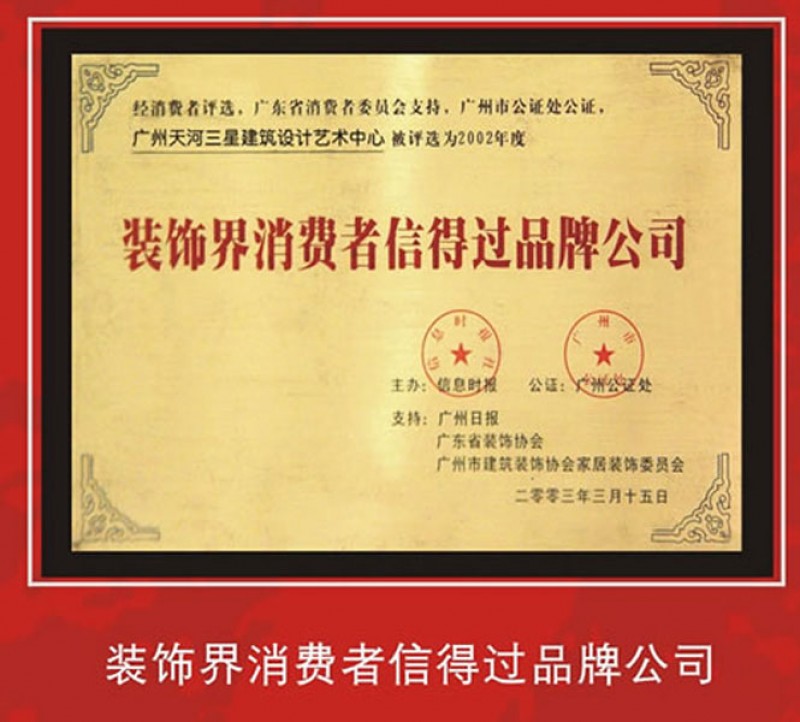 经消费者评选，广东省消费者委员会支持，广州市公证处公证，
广州天河三星建筑设计艺术中心 被评选为2002年度
装饰界消费者信得过品牌公司
信息时报社
广州市公证处
主办：信息时报 公证：广州公证处
支持：广州日报
广东省装饰协会
广州市建筑装饰协会家居装饰委员会
二零零三年三月十五日
装饰界消费者信得过品牌公司